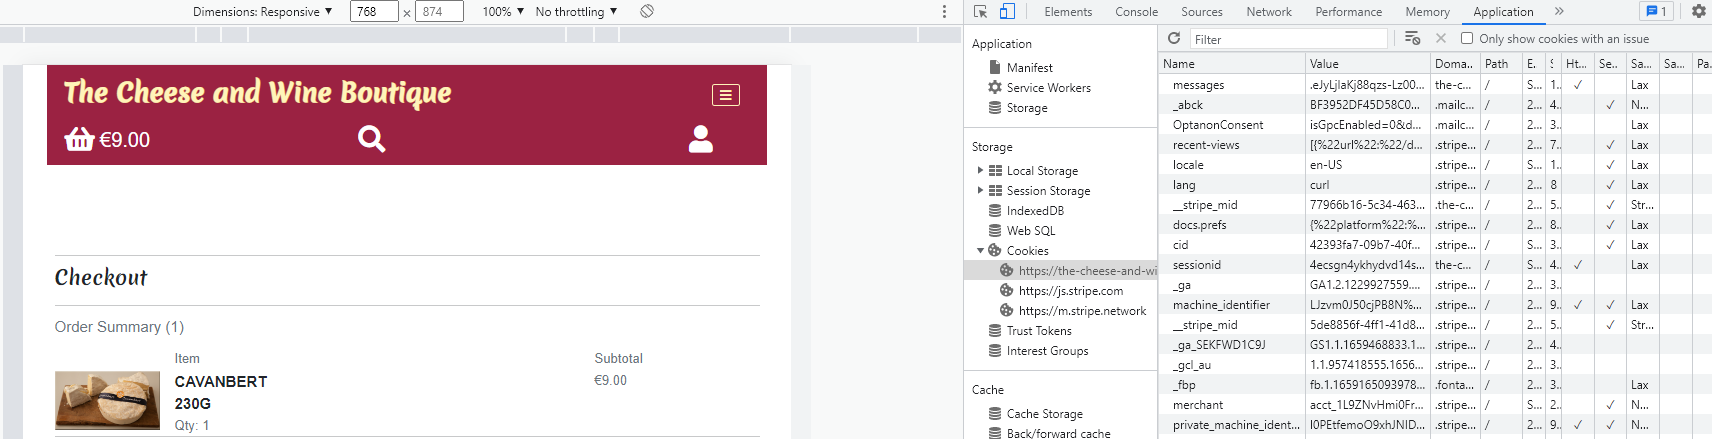 Dimensions: Responsive ▼ 768 × 874 100% ▼ No throttling ▼
Elements Console Sources Network Performance Memory Application » 1
The Cheese and Wine Boutique
€9.00
Checkout
Order Summary (1)
Item Subtotal
CAVANBERT €9.00
230G
Qty: 1
Application
Manifest
Service Workers
Storage
Storage
Local Storage
Session Storage
IndexedDB
Web SQL
Cookies
https://the-cheese-and-wi
https://js.stripe.com
https://m.stripe.network
Trust Tokens
Interest Groups
Cache
Cache Storage
Back/forward cache
Filter Only show cookies with an issue
Name Value Doma.. Path E. S Ht... Se... Sa... Sa... Pa..
messages .eJyLjlaKj88qzs-Lz00... the-c... / S... 1.. ✓ Lax
_abck BF3952DF45D58C0... .mailc... / 2... 4.. ✓ N...
OptanonConsent isGpcEnabled=0&d... .mailc... / 2... 3.. Lax
recent-views [{%22url%22:%22/d... .stripe... / 2... 7.. ✓ Lax
locale en-US .stripe... / S... 1.. ✓ Lax
lang curl .stripe... / 2... 8 ✓ Lax
__stripe_mid 77966b16-5c34-463... .the-c... / 2... 5.. ✓ Str...
docs.prefs {%22platform%22:%... .stripe... / 2... 8.. ✓ Lax
cid 42393fa7-09b7-40f... .stripe... / S... 3.. ✓ Lax
sessionid 4ecsgn4ykhydvd14s... the-c... / S... 4.. ✓ Lax
_ga GA1.2.1229927559.... .stripe... / 2... 3..
machine_identifier LJzvm0J50cjPB8N%... .stripe... / 2... 9.. ✓ ✓ Lax
__stripe_mid 5de8856f-4ff1-41d8... .stripe... / 2... 5.. ✓ Str...
_ga_SEKFWD1C9J GS1.1.1659468833.1... .stripe... / 2... 4..
_gcl_au 1.1.957418555.1656... .stripe... / 2... 3..
_fbp fb.1.1659165093978... .fonta... / 2... 3.. Lax
merchant acct_1L9ZNvHmi0Fr... .stripe... / S... 2.. ✓ N...
private_machine_ident... I0PEtfemoO9xhJNID... .stripe... / 2... 9.. ✓ ✓ Lax